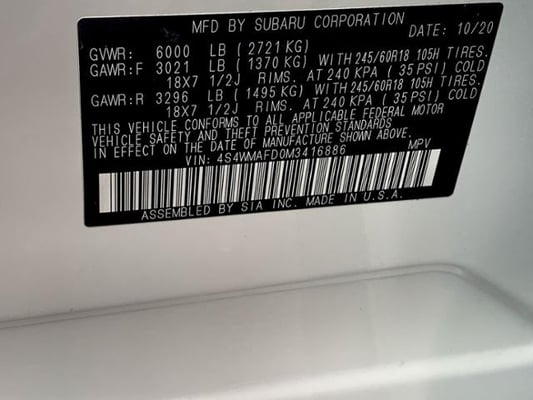 MFD BY SUBARU CORPORATION DATE: 10/20
GVWR: 6000 LB (2721 KG)
GAWR:F 3021 LB (1370 KG) WITH 245/60R18 105H TIRES.
18X7 1/2J RIMS. AT 240 KPA (35 PSI) COLD
GAWR:R 3296 LB (1495 KG) WITH 245/60R18 105H TIRES.
18X7 1/2J RIMS. AT 240 KPA (35 PSI) COLD
THIS VEHICLE CONFORMS TO ALL APPLICABLE FEDERAL MOTOR
VEHICLE SAFETY AND THEFT PREVENTION STANDARDS
IN EFFECT ON THE DATE OF MANUFACTURE SHOWN ABOVE.
VIN: 4S4WMAFD0M3416886 MPV
ASSEMBLED BY SIA INC. MADE IN U.S.A.